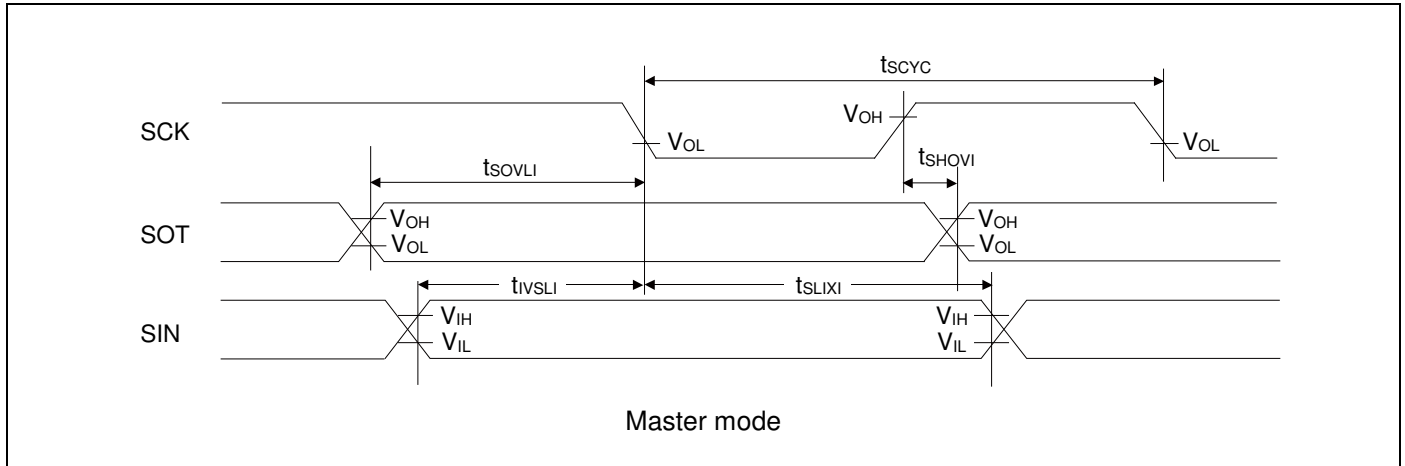 tSCYC
SCK
VOH
VOL
VOL
tSHOVI
tSOVLI
SOT
VOH
VOL
VOH
VOL
tIVSLI
tSLIXI
SIN
VIH
VIL
VIH
VIL
Master mode